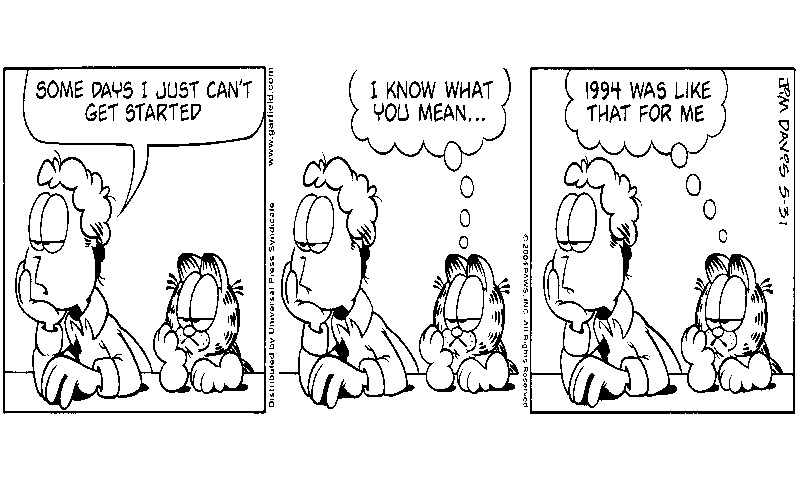 SOME DAYS I JUST CAN'T
GET STARTED
www.garfield.com
Distributed by Universal Press Syndicate
I KNOW WHAT
YOU MEAN...
© 2004 PAWS, INC. All Rights Reserved.
1994 WAS LIKE
THAT FOR ME
JIM DAVIS 5-31